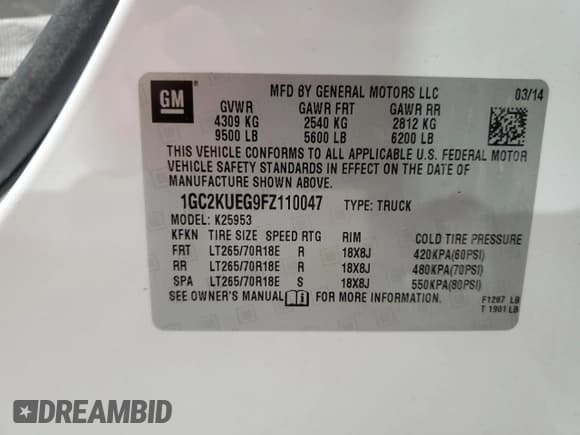 GM
MFD BY GENERAL MOTORS LLC 03/14
GVWR GAWR FRT GAWR RR
4309 KG 2540 KG 2812 KG
9500 LB 5600 LB 6200 LB
THIS VEHICLE CONFORMS TO ALL APPLICABLE U.S. FEDERAL MOTOR
VEHICLE SAFETY STANDARDS IN EFFECT ON THE DATE OF
MANUFACTURE SHOWN ABOVE.
1GC2KUEG9FZ110047 TYPE: TRUCK
MODEL: K25953
KFKN TIRE SIZE SPEED RTG RIM COLD TIRE PRESSURE
FRT LT265/70R18E R 18X8J 420KPA(60PSI)
RR LT265/70R18E R 18X8J 480KPA(70PSI)
SPA LT265/70R18E S 18X8J 550KPA(80PSI)
SEE OWNER'S MANUAL FOR MORE INFORMATION.
F1287 LB
T 1901 LB
DREAMBID